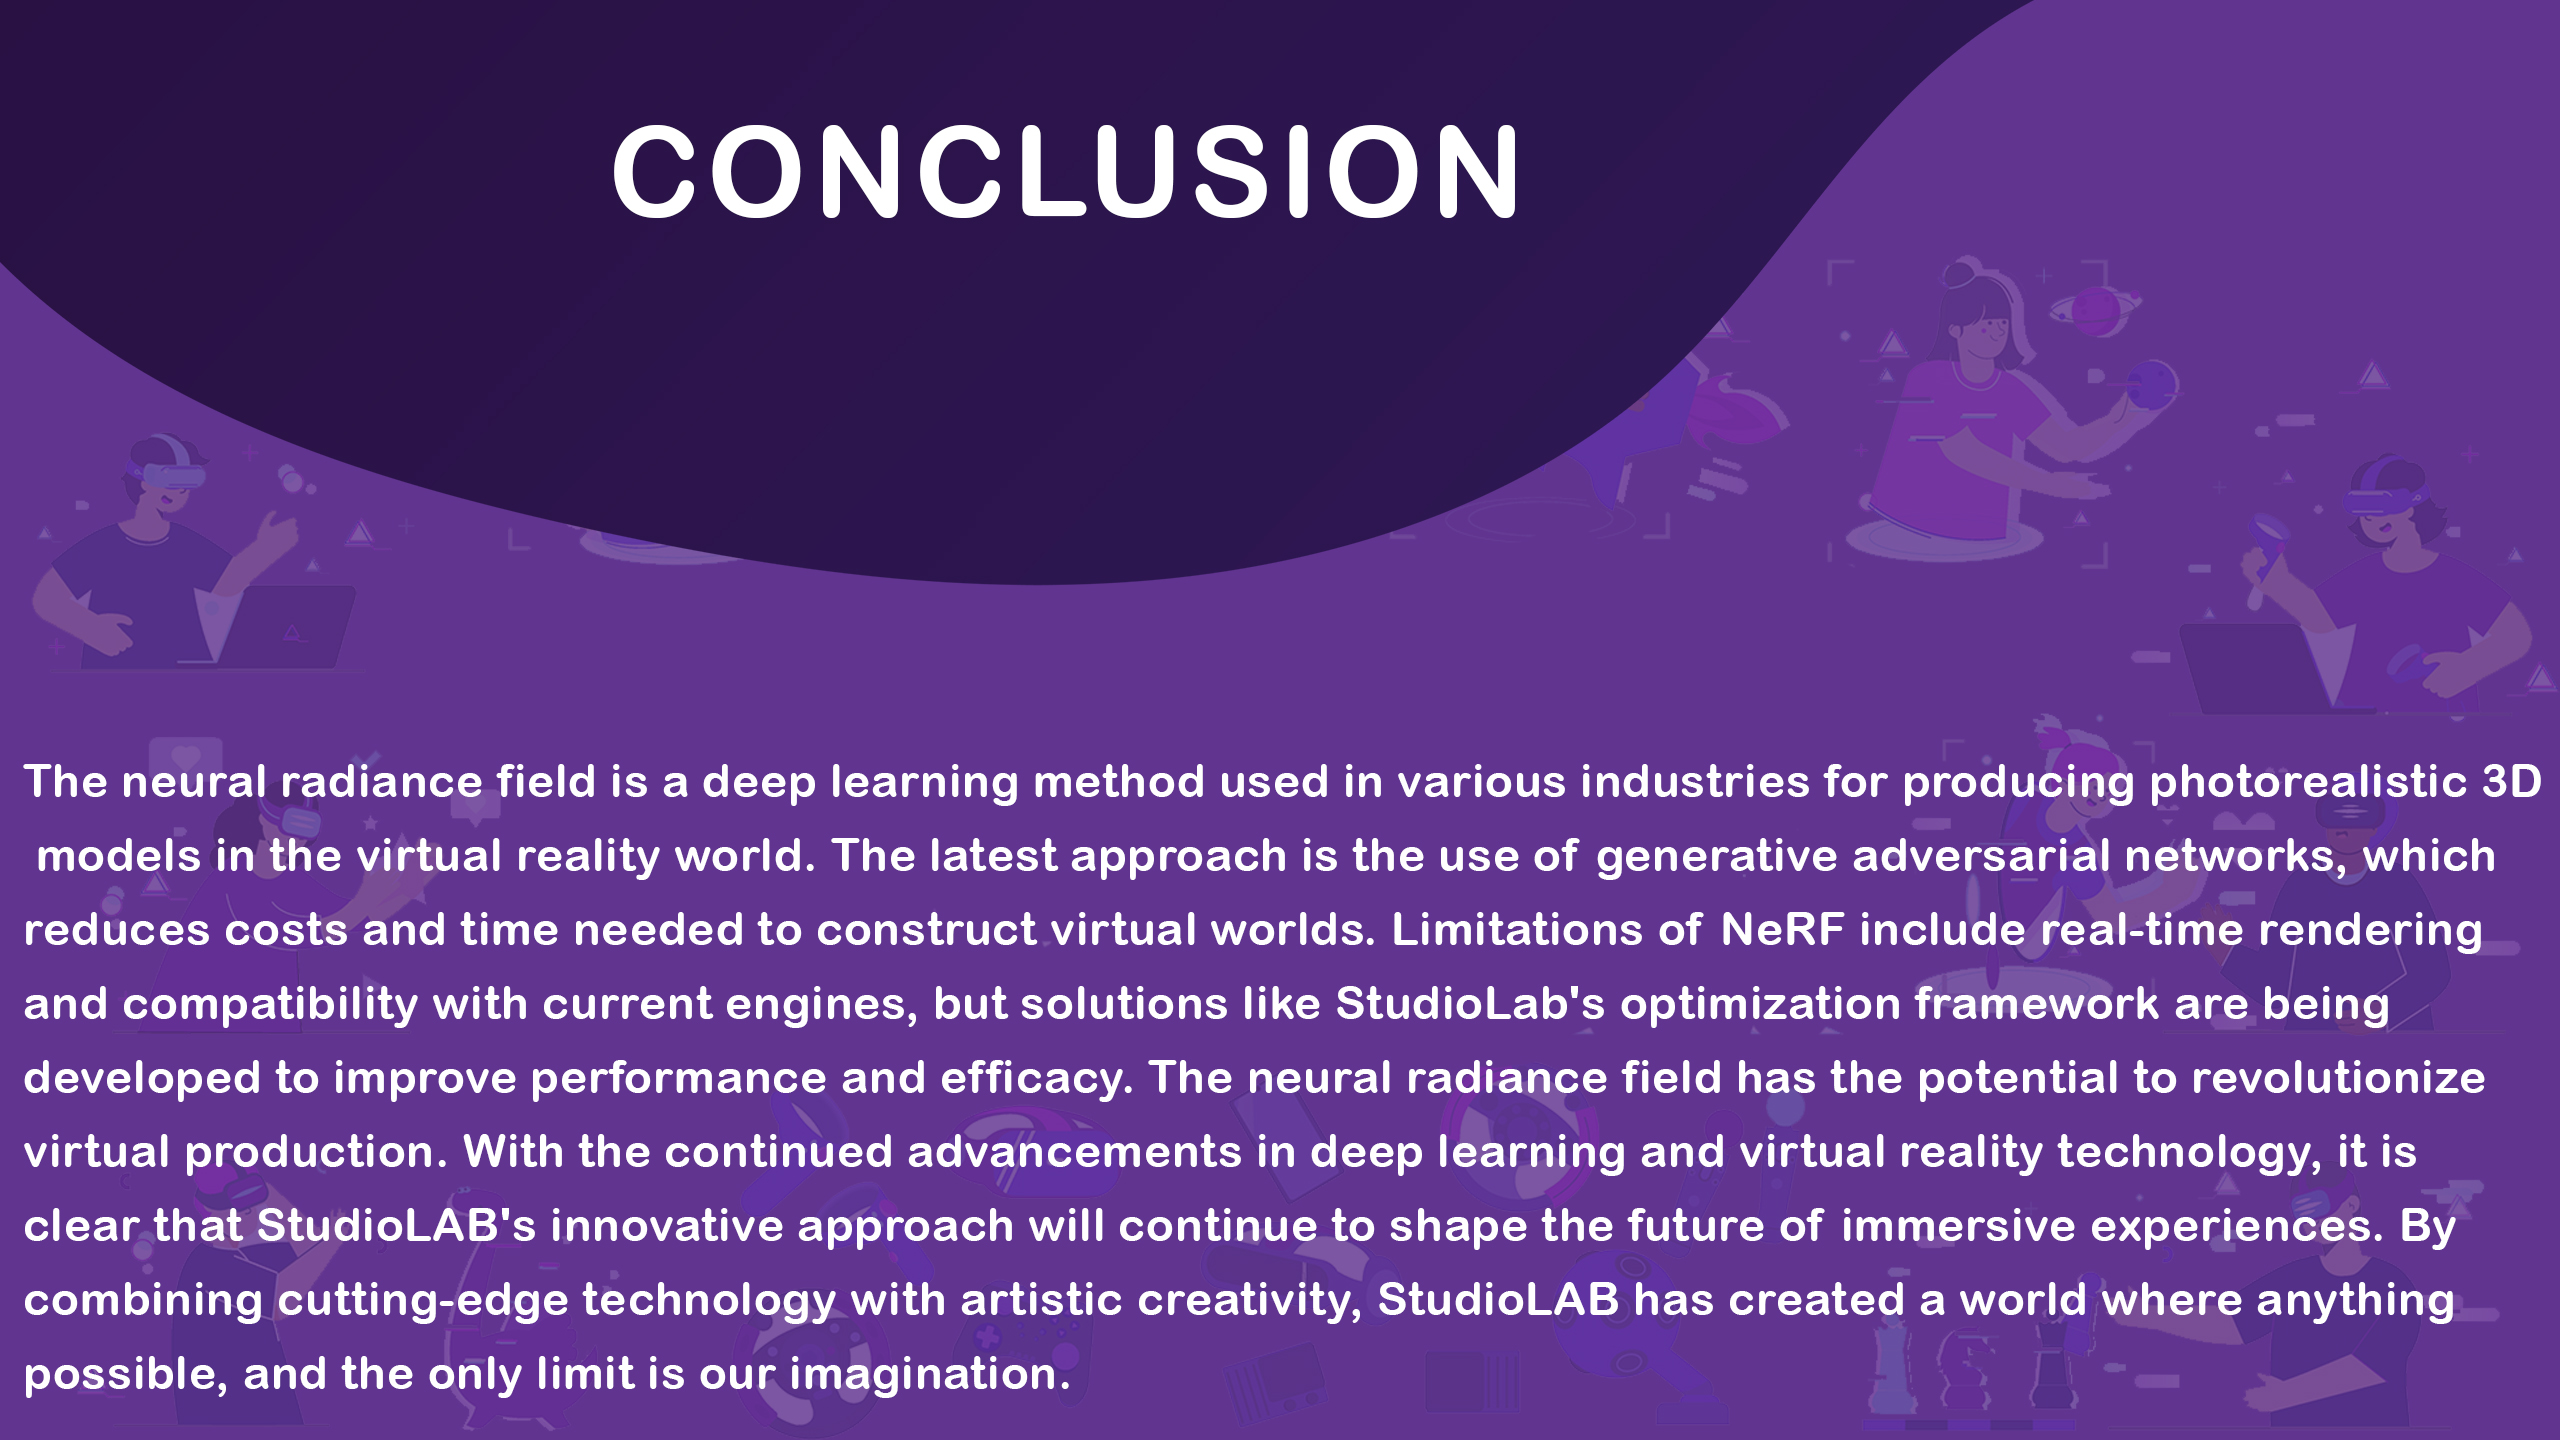 CONCLUSION
The neural radiance field is a deep learning method used in various industries for producing photorealistic 3D
models in the virtual reality world. The latest approach is the use of generative adversarial networks, which
reduces costs and time needed to construct virtual worlds. Limitations of NeRF include real-time rendering
and compatibility with current engines, but solutions like StudioLab's optimization framework are being
developed to improve performance and efficacy. The neural radiance field has the potential to revolutionize
virtual production. With the continued advancements in deep learning and virtual reality technology, it is
clear that StudioLAB's innovative approach will continue to shape the future of immersive experiences. By
combining cutting-edge technology with artistic creativity, StudioLAB has created a world where anything
possible, and the only limit is our imagination.